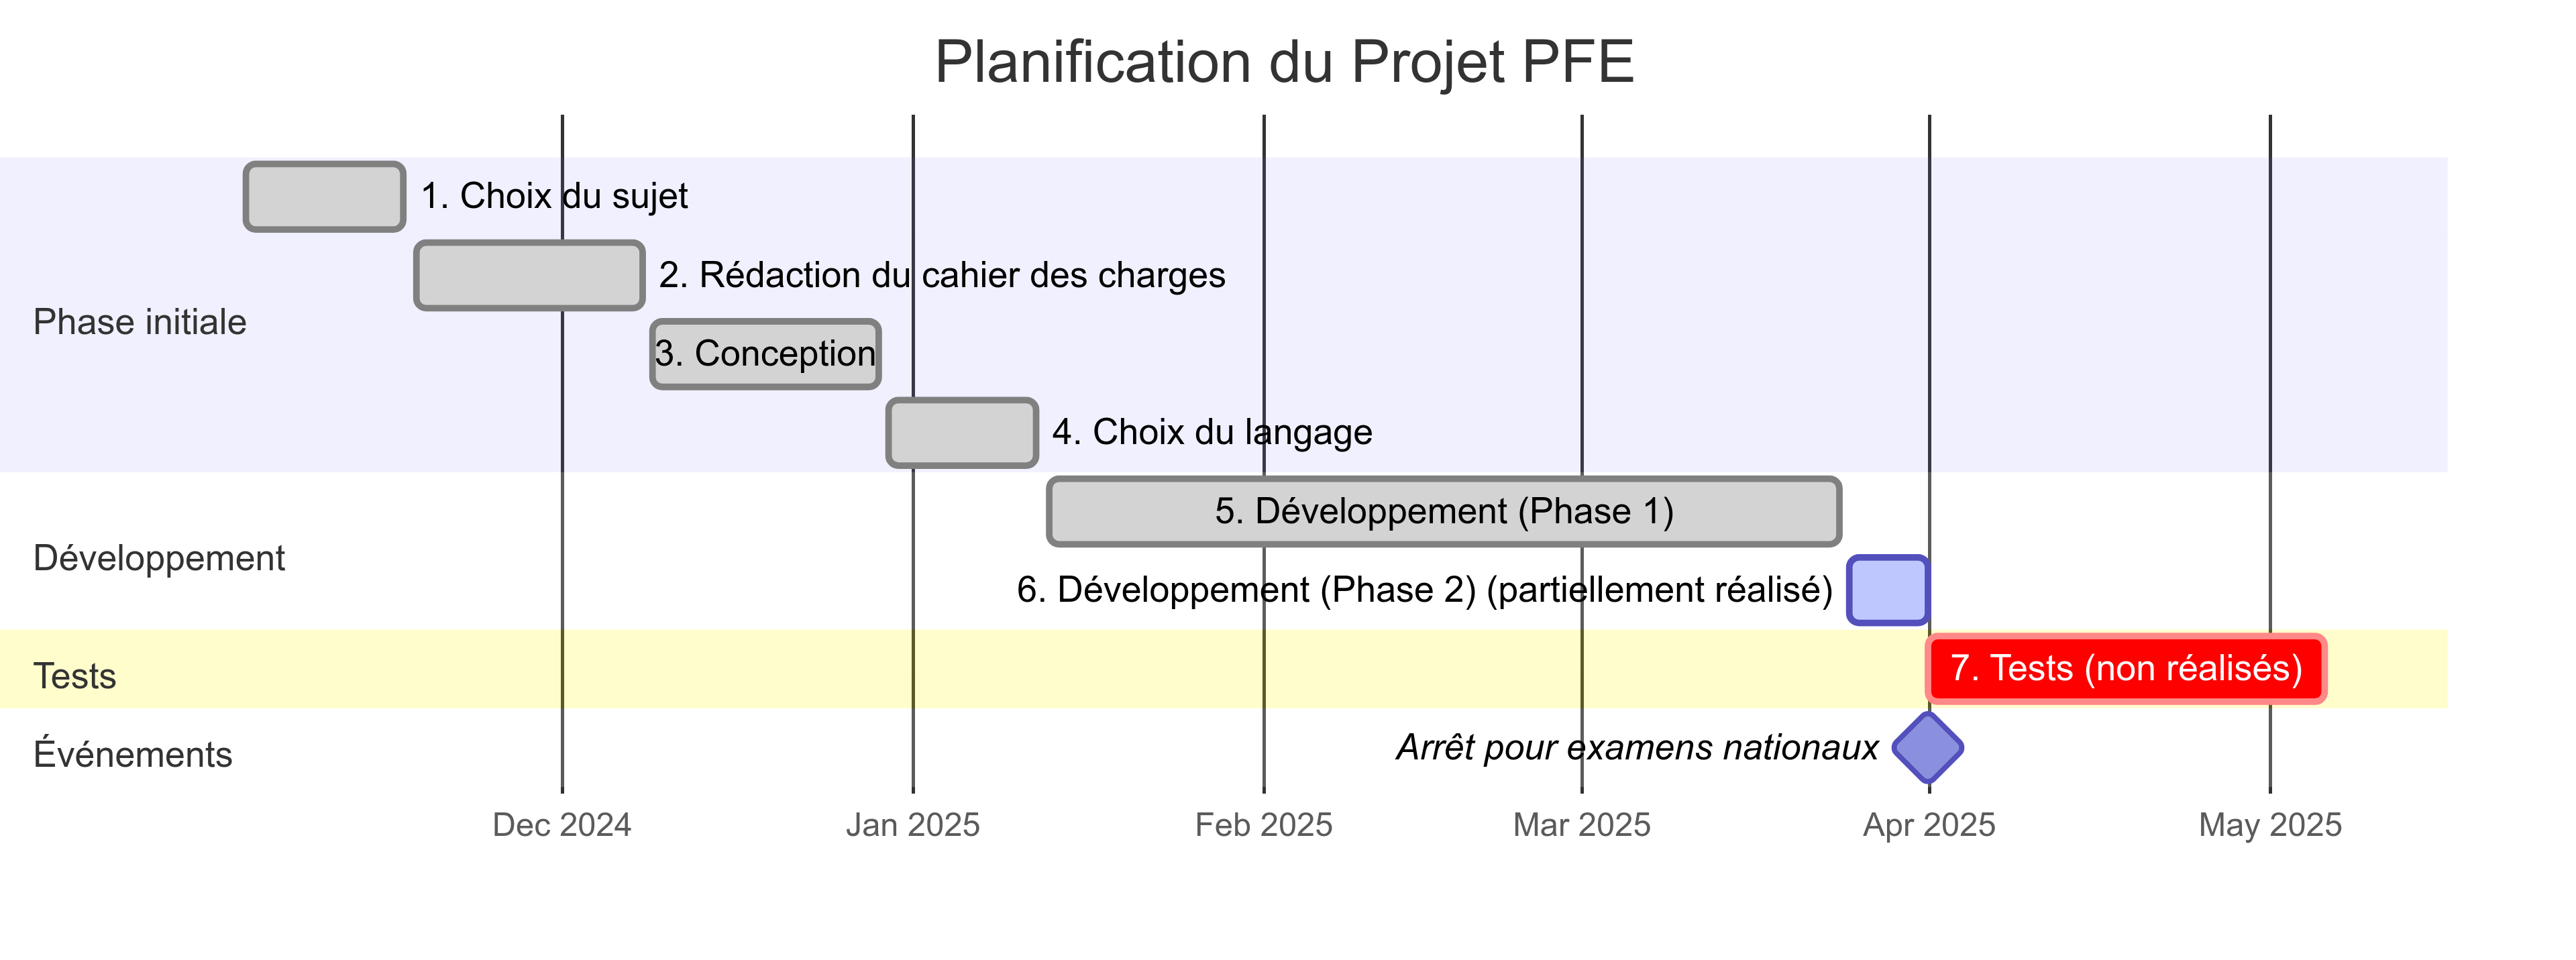 Planification du Projet PFE
1. Choix du sujet
2. Rédaction du cahier des charges
Phase initiale
3. Conception
4. Choix du langage
5. Développement (Phase 1)
Développement
6. Développement (Phase 2) (partiellement réalisé)
Tests
7. Tests (non réalisés)
Événements
Arrêt pour examens nationaux
Dec 2024
Jan 2025
Feb 2025
Mar 2025
Apr 2025
May 2025